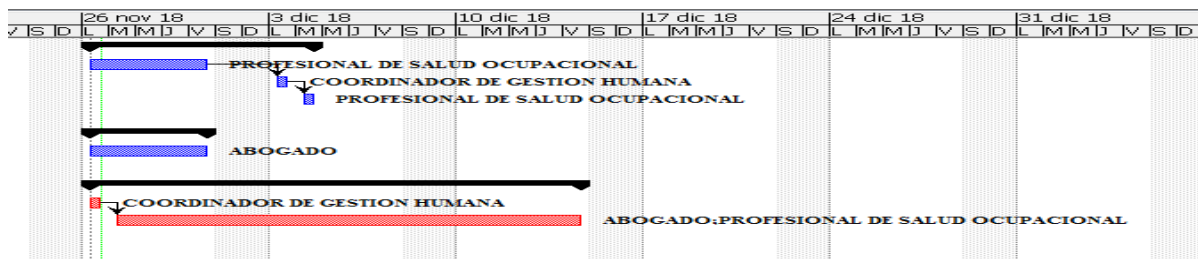 26 nov 18 3 dic 18 10 dic 18 17 dic 18 24 dic 18 31 dic 18
V S D L M M J V S D L M M J V S D L M M J V S D L M M J V S D L M M J V S D L M M J V S D
PROFESIONAL DE SALUD OCUPACIONAL
COORDINADOR DE GESTION HUMANA
PROFESIONAL DE SALUD OCUPACIONAL
ABOGADO
COORDINADOR DE GESTION HUMANA
ABOGADO;PROFESIONAL DE SALUD OCUPACIONAL